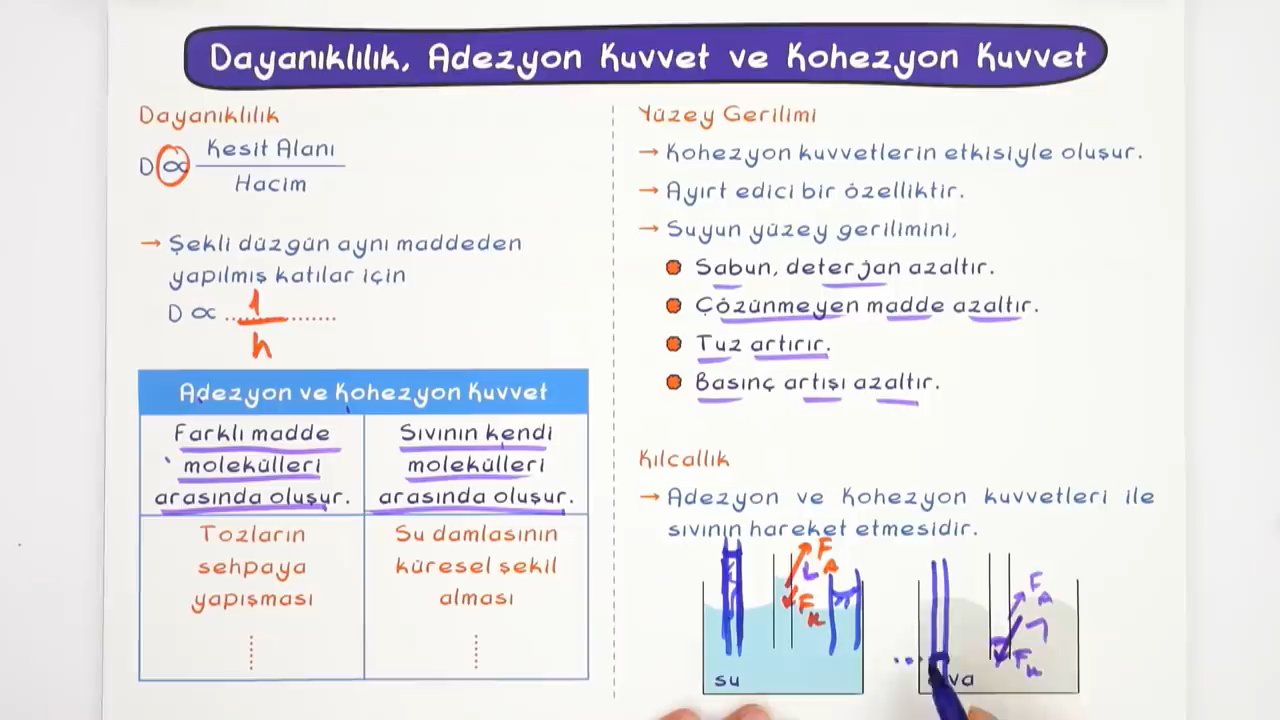 Dayanıklılık, Adezyon Kuvvet ve Kohezyon Kuvvet
Dayanıklılık
D ∝ Kesit Alanı
Hacim
→ Şekli düzgün aynı maddeden
yapılmış katılar için
D ∝ ..... 1 .....
h
Adezyon ve Kohezyon Kuvvet
Farklı madde
molekülleri
arasında oluşur.
Sıvının kendi
molekülleri
arasında oluşur.
Tozların
sehpaya
yapışması
Su damlasının
küresel şekil
alması
Yüzey Gerilimi
→ Kohezyon kuvvetlerin etkisiyle oluşur.
→ Ayırt edici bir özelliktir.
→ Suyun yüzey gerilimini,
Sabun, deterjan azaltır.
Çözünmeyen madde azaltır.
Tuz artırır.
Basınç artışı azaltır.
Kılcallık
→ Adezyon ve Kohezyon kuvvetleri ile
sıvının hareket etmesidir.
FA
FK
su
FA
FK
va